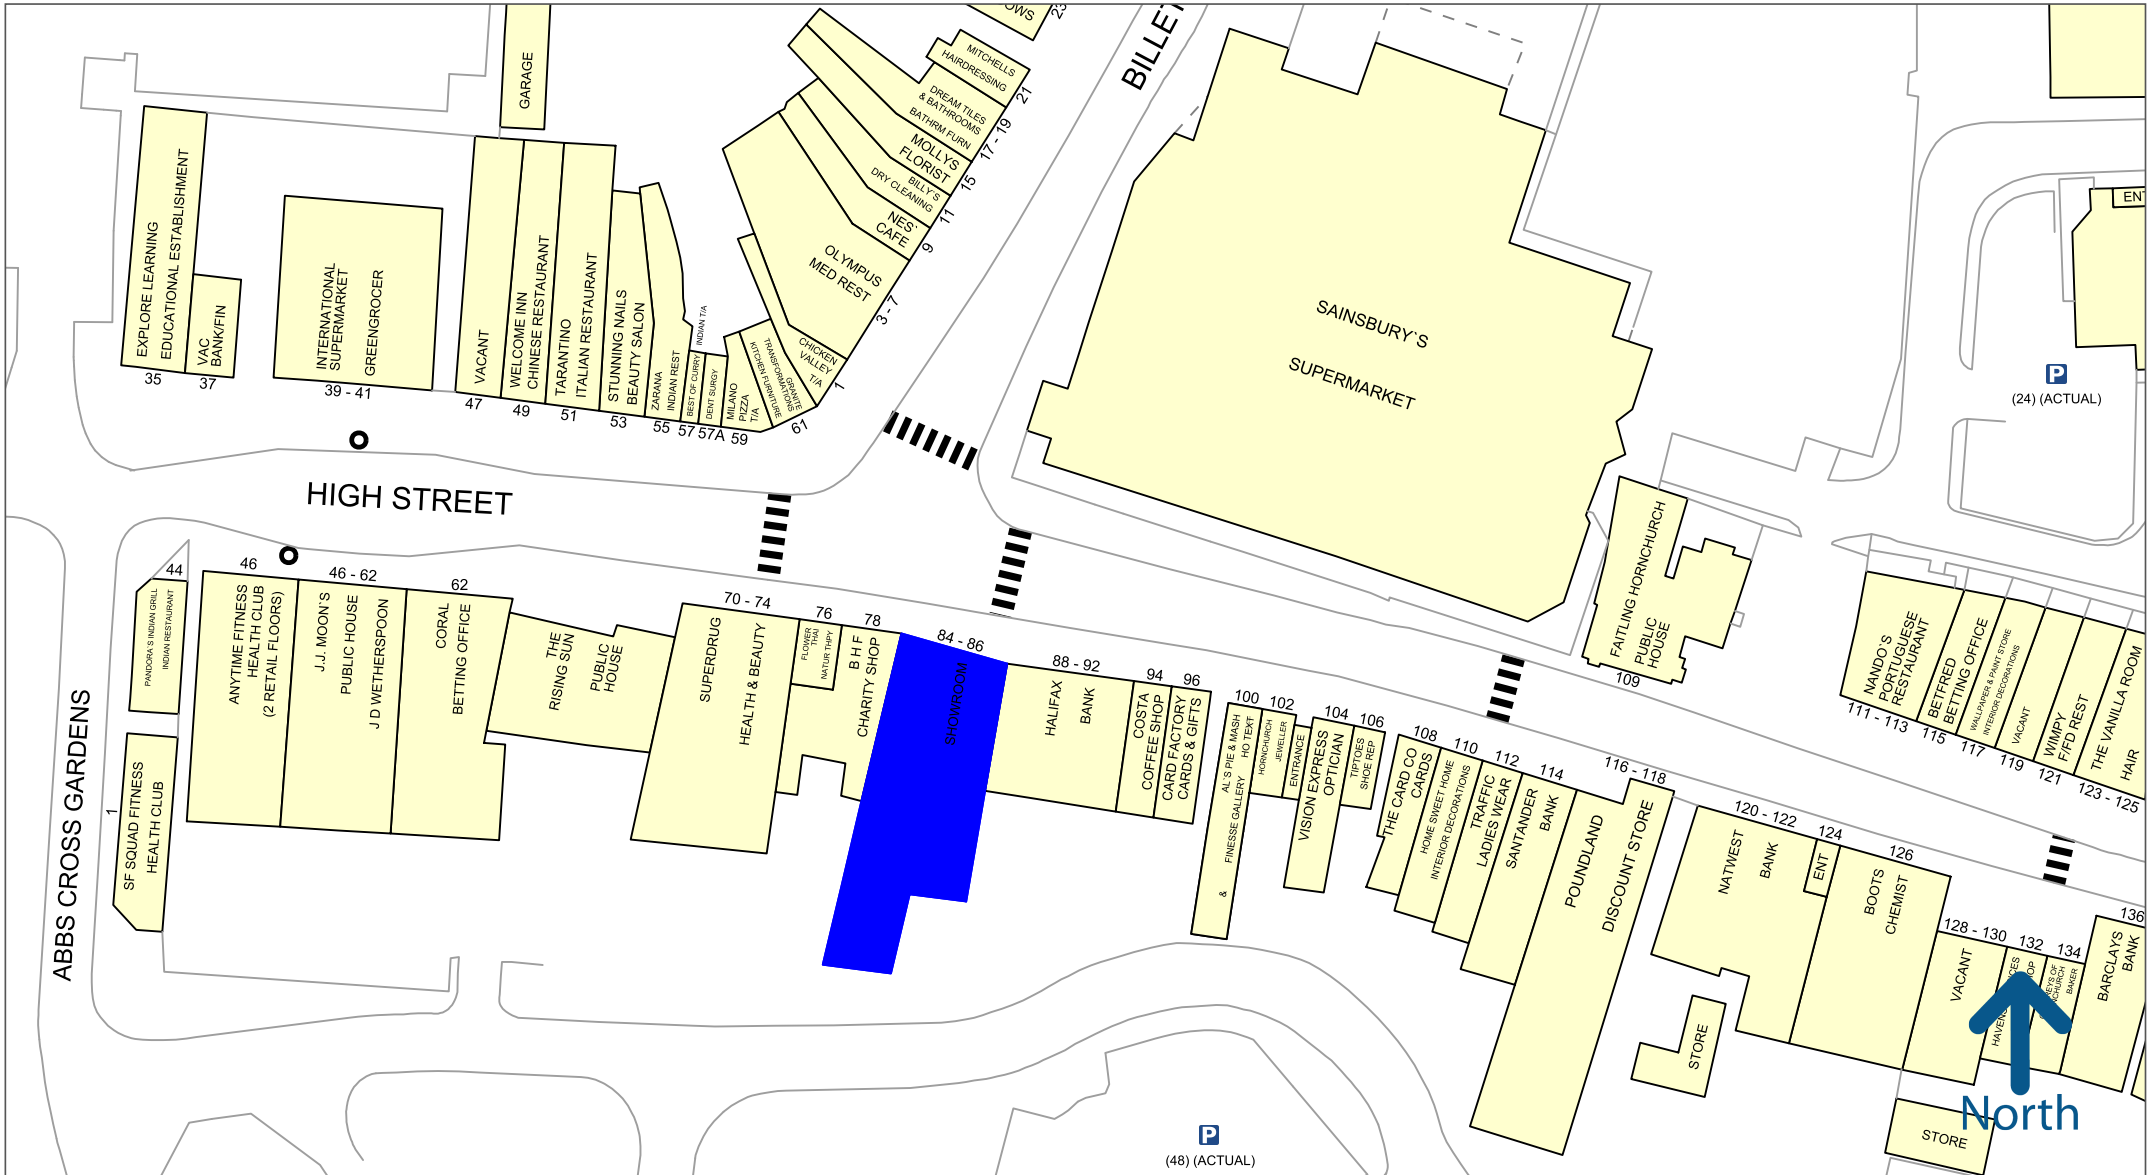 OWS
23
BILLET
MITCHELLS
HAIRDRESSING
21
DREAM TILES
& BATHROOMS
BATHRM FURN
17 - 19
MOLLYS
FLORIST
15
BILLY`S
DRY CLEANING
11
NES`
CAFE
9
OLYMPUS
MED REST
3 - 7
CHICKEN
VALLEY
T/A
1
GARAGE
EXPLORE LEARNING
EDUCATIONAL ESTABLISHMENT
35
VAC
BANK/FIN
37
INTERNATIONAL
SUPERMARKET
GREENGROCER
39 - 41
VACANT
47
WELCOME INN
CHINESE RESTAURANT
49
TARANTINO
ITALIAN RESTAURANT
51
STUNNING NAILS
BEAUTY SALON
53
ZARANA
INDIAN REST
55
BEST OF CURRY
INDIAN T/A
57
DENT SURGY
57A
MILANO
PIZZA
T/A
59
GRANITE
TRANSFORMATIONS
KITCHEN FURNITURE
61
SAINSBURY`S
SUPERMARKET
ENT
P
(24) (ACTUAL)
HIGH STREET
FAITLING HORNCHURCH
PUBLIC
HOUSE
109
NANDO`S
PORTUGUESE
RESTAURANT
111 - 113
BETFRED
BETTING OFFICE
115
WALLPAPER & PAINT STORE
INTERIOR DECORATIONS
117
VACANT
119
WIMPY
F/FD REST
121
THE VANILLA ROOM
HAIR
123 - 125
ABBS CROSS GARDENS
44
PANDORA`S INDIAN GRILL
INDIAN RESTAURANT
1
SF SQUAD FITNESS
HEALTH CLUB
46
ANYTIME FITNESS
HEALTH CLUB
(2 RETAIL FLOORS)
46 - 62
J.J. MOON`S
PUBLIC HOUSE
J D WETHERSPOON
62
CORAL
BETTING OFFICE
THE
RISING SUN
PUBLIC
HOUSE
70 - 74
SUPERDRUG
HEALTH & BEAUTY
76
FLOWER
THAI
NATUR THPY
78
B H F
CHARITY SHOP
84 - 86
SHOWROOM
88 - 92
HALIFAX
BANK
94
COSTA
COFFEE SHOP
96
CARD FACTORY
CARDS & GIFTS
100
AL`S PIE & MASH
HO TEXT
& FINESSE GALLERY
102
HORNCHURCH
JEWELLER
ENTRANCE
104
VISION EXPRESS
OPTICIAN
106
TIPTOES
SHOE REP
108
THE CARD CO
CARDS
110
HOME SWEET HOME
INTERIOR DECORATIONS
112
TRAFFIC
LADIES WEAR
114
SANTANDER
BANK
116 - 118
POUNDLAND
DISCOUNT STORE
120 - 122
NATWEST
BANK
124
ENT
126
BOOTS
CHEMIST
128 - 130
VACANT
132
HAVENS
134
BAKER
136
BARCLAYS
BANK
STORE
STORE
North
P
(48) (ACTUAL)